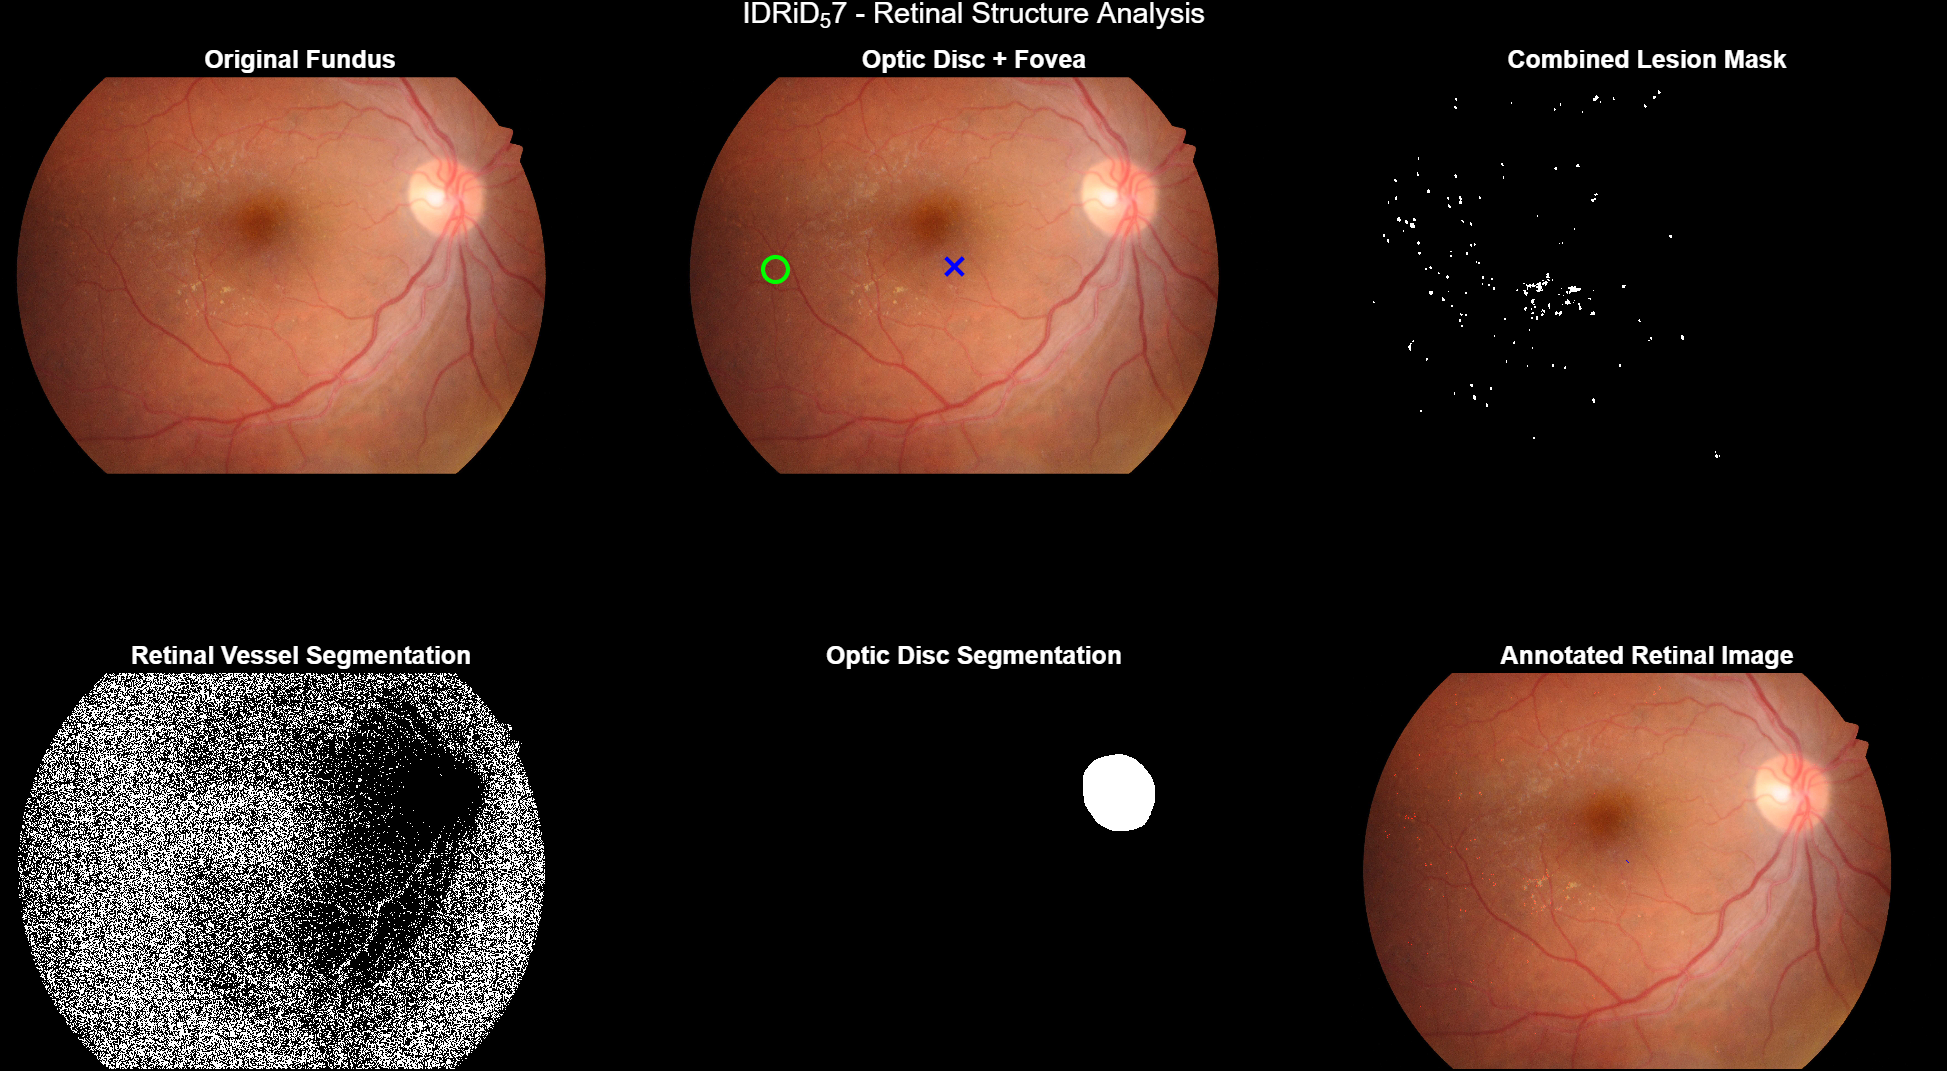 IDRiD₅7 - Retinal Structure Analysis
Original Fundus
Optic Disc + Fovea
Combined Lesion Mask
Retinal Vessel Segmentation
Optic Disc Segmentation
Annotated Retinal Image